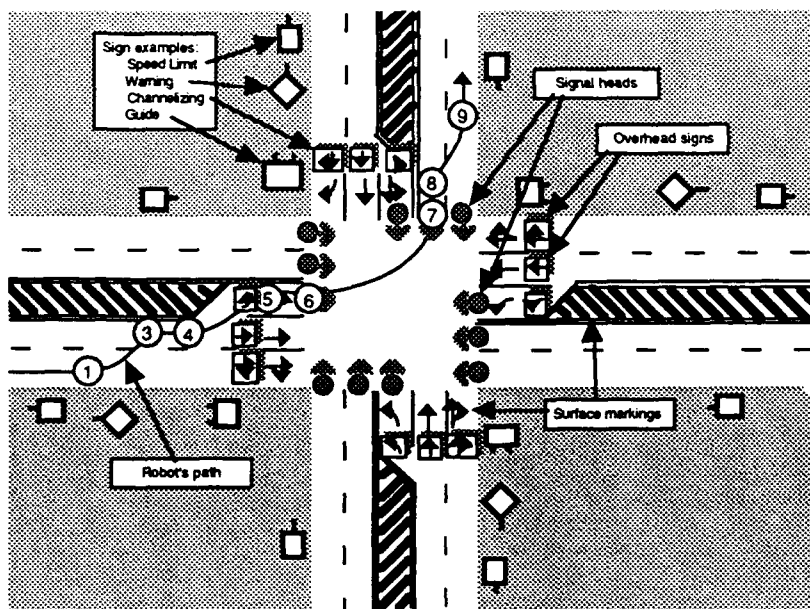 Sign examples:
Speed Limit
Warning
Channelizing
Guide
Signal heads
Overhead signs
9
8
7
5
6
3
4
1
Surface markings
Robot's path